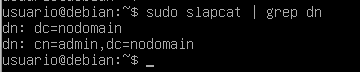 usuario@debian:~$ sudo slapcat | grep dn
dn: dc=nodomain
dn: cn=admin,dc=nodomain
usuario@debian:~$ _